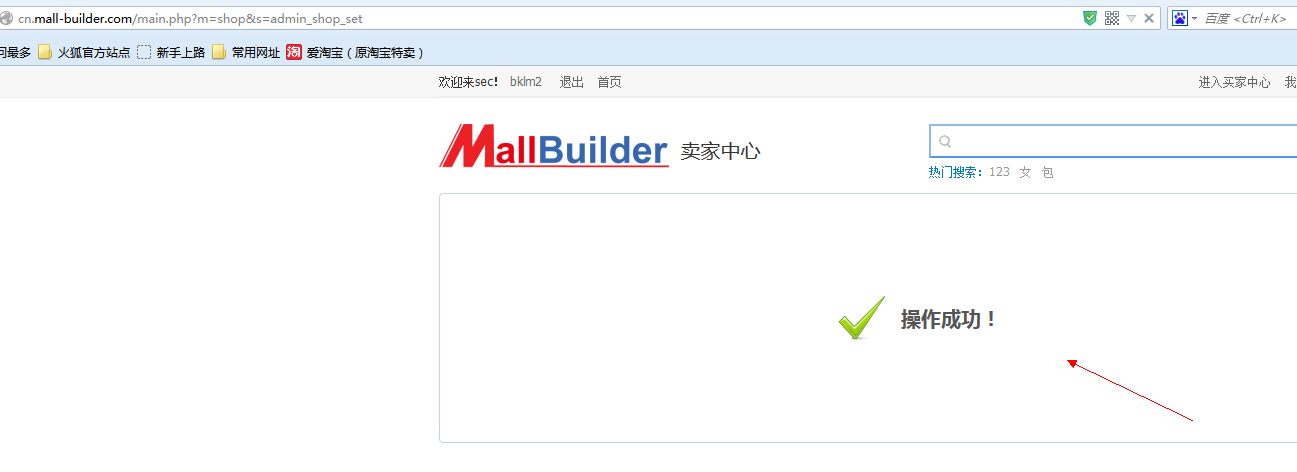 cn.mall-builder.com/main.php?m=shop&s=admin_shop_set
百度 <Ctrl+K>
问最多 火狐官方站点 新手上路 常用网址 淘 爱淘宝（原淘宝特卖）
欢迎来sec! bklm2 退出 首页 进入买家中心 我
MallBuilder 卖家中心
热门搜索： 123 女 包
操作成功！